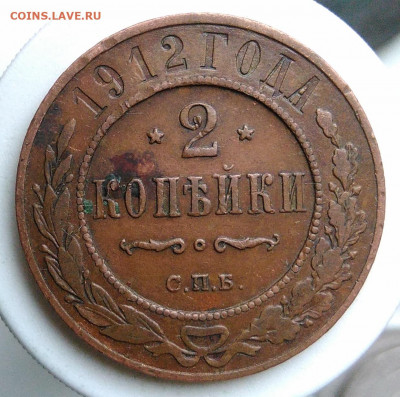 COINS.LAVE.RU
1912 ГОДА
2
КОПѢЙКИ
С.П.Б.